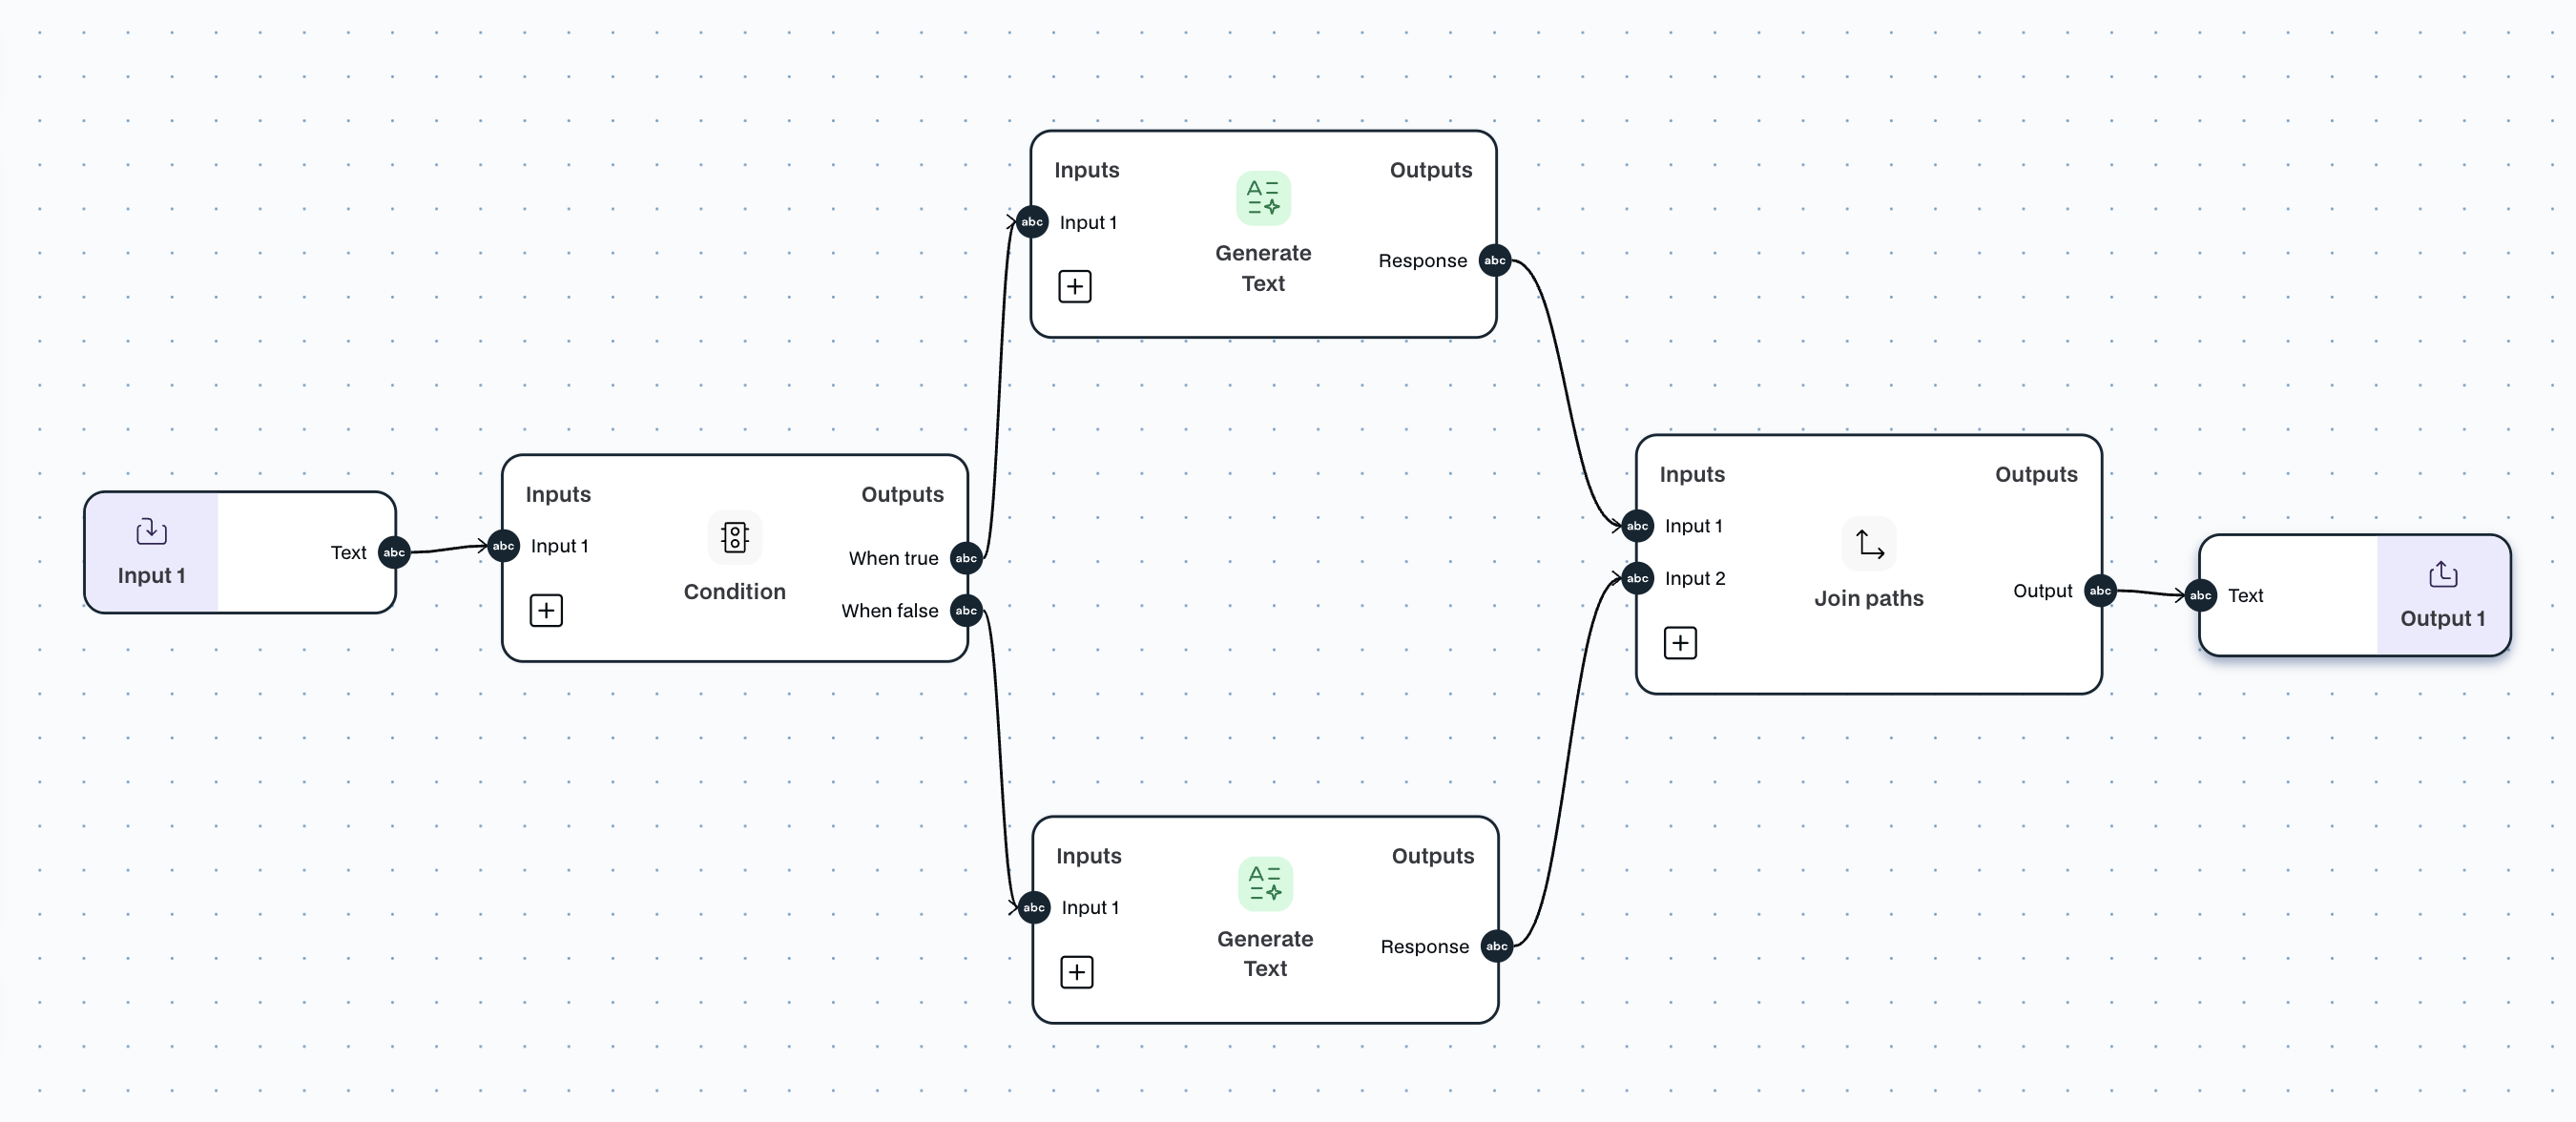 Input 1
Text
abc
Inputs
Outputs
abc
Input 1
Condition
When true
abc
When false
abc
Inputs
Outputs
abc
Input 1
Generate
Text
Response
abc
Inputs
Outputs
abc
Input 1
Generate
Text
Response
abc
Inputs
Outputs
abc
Input 1
abc
Input 2
Join paths
Output
abc
abc
Text
Output 1